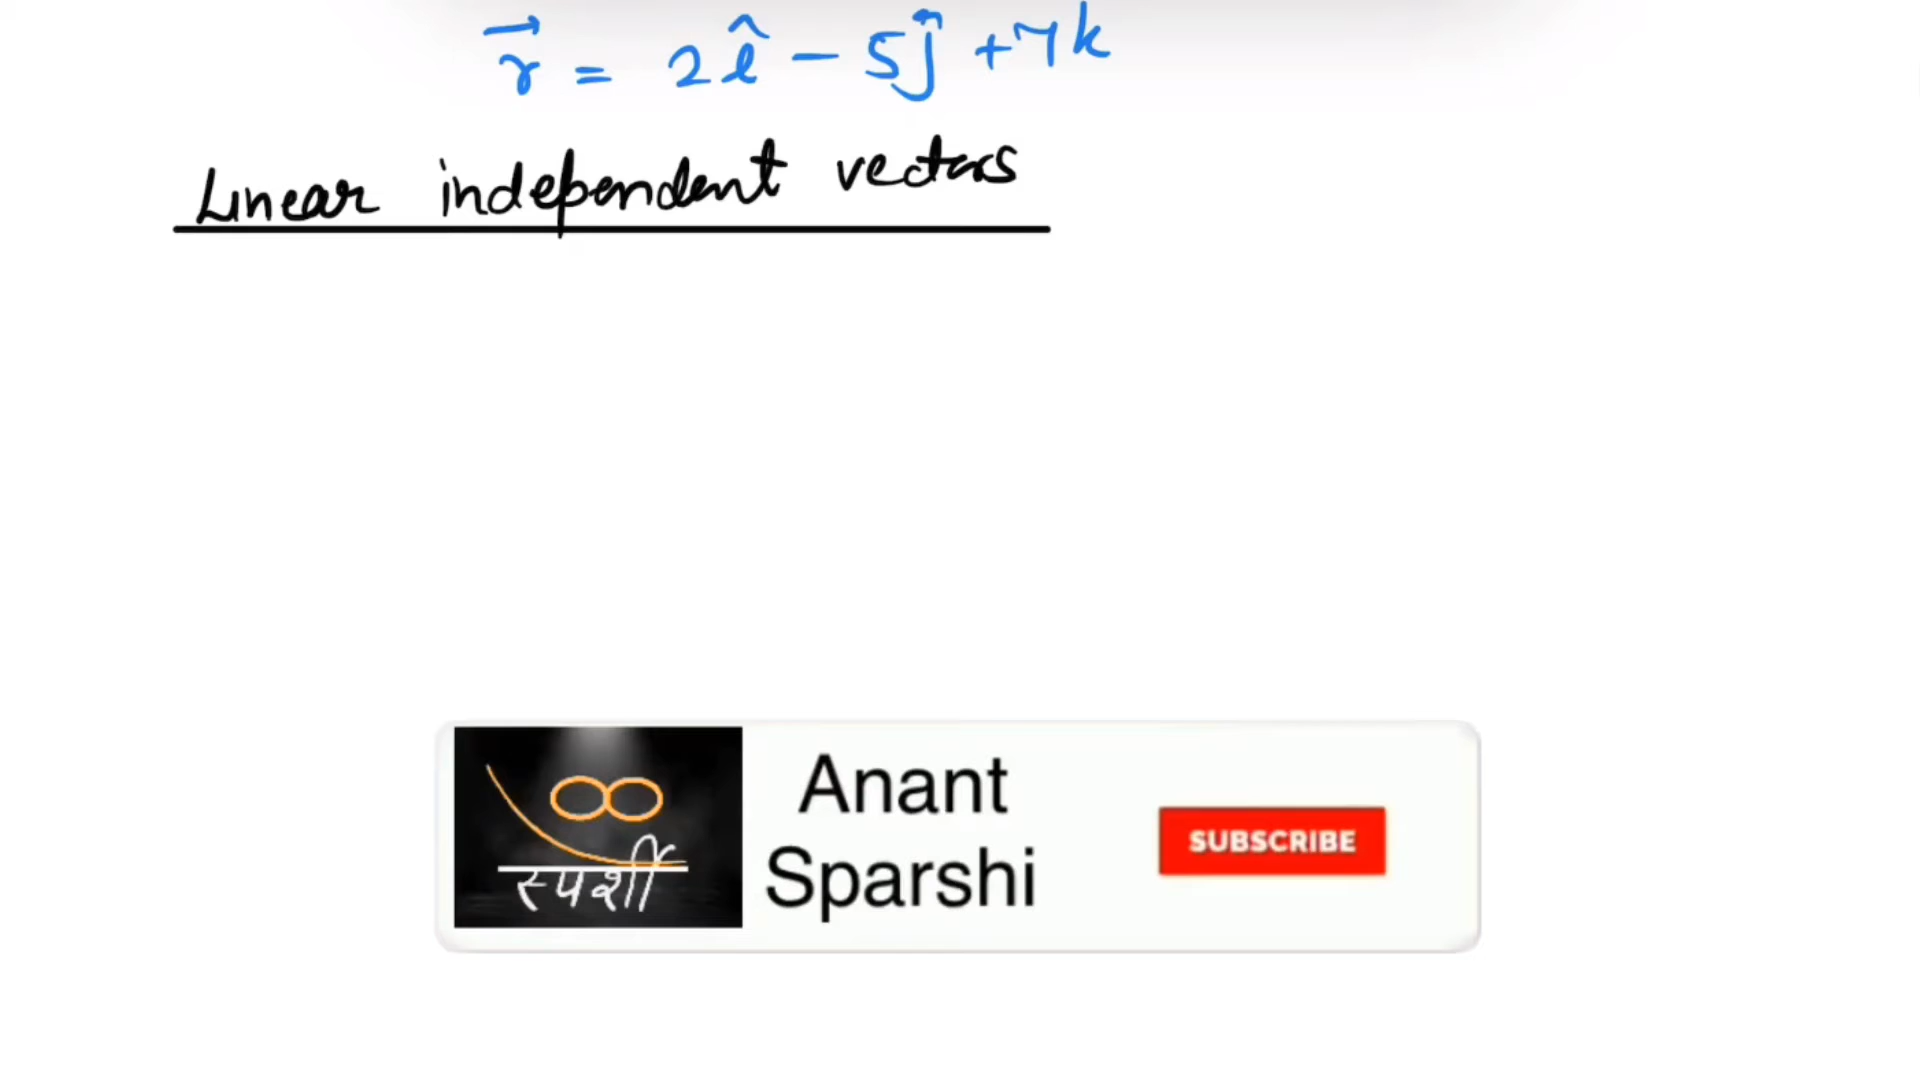 r⃗ = 2î - 5ĵ + 7k
Linear independent vectors
Anant
Sparshi
SUBSCRIBE
स्पर्शी